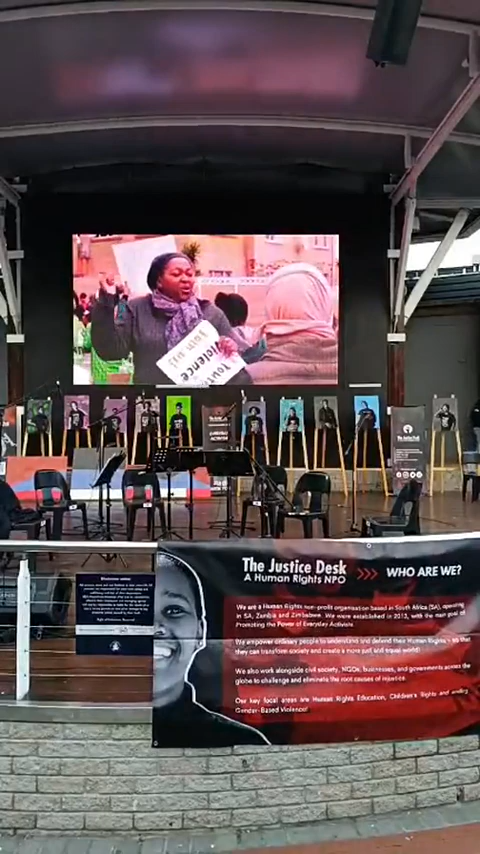 Join us!
Violence
Youth
The Justice Desk
A Human Rights NPO
WHO ARE WE?
We are a Human Rights non-profit organisation based in South Africa (SA), operating
in SA, Zambia and Zimbabwe. We were established in 2013, with the main goal of
Promoting the Power of Everyday Activists.
We empower ordinary people to understand and defend their Human Rights - so that
they can transform society and create a more just and equal world!
We also work alongside civil society, NGOs, businesses, and governments across the
globe to challenge and eliminate the root causes of injustice.
Our key focal areas are Human Rights Education, Children's Rights and ending
Gender-Based Violence!